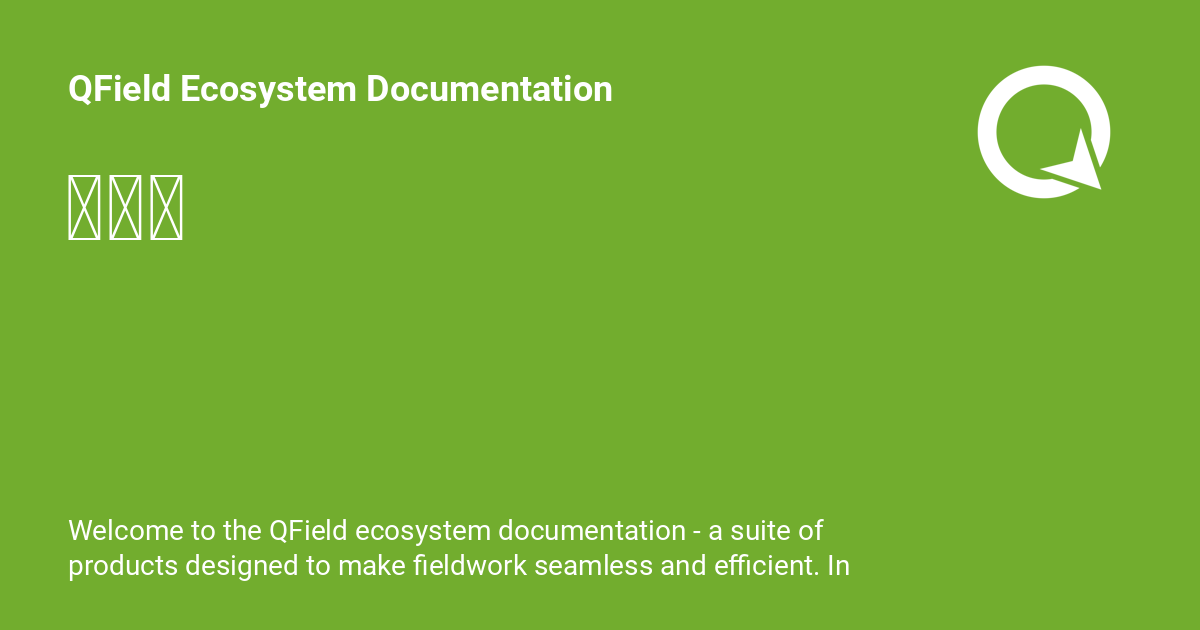 QField Ecosystem Documentation
Welcome to the QField ecosystem documentation - a suite of
products designed to make fieldwork seamless and efficient. In